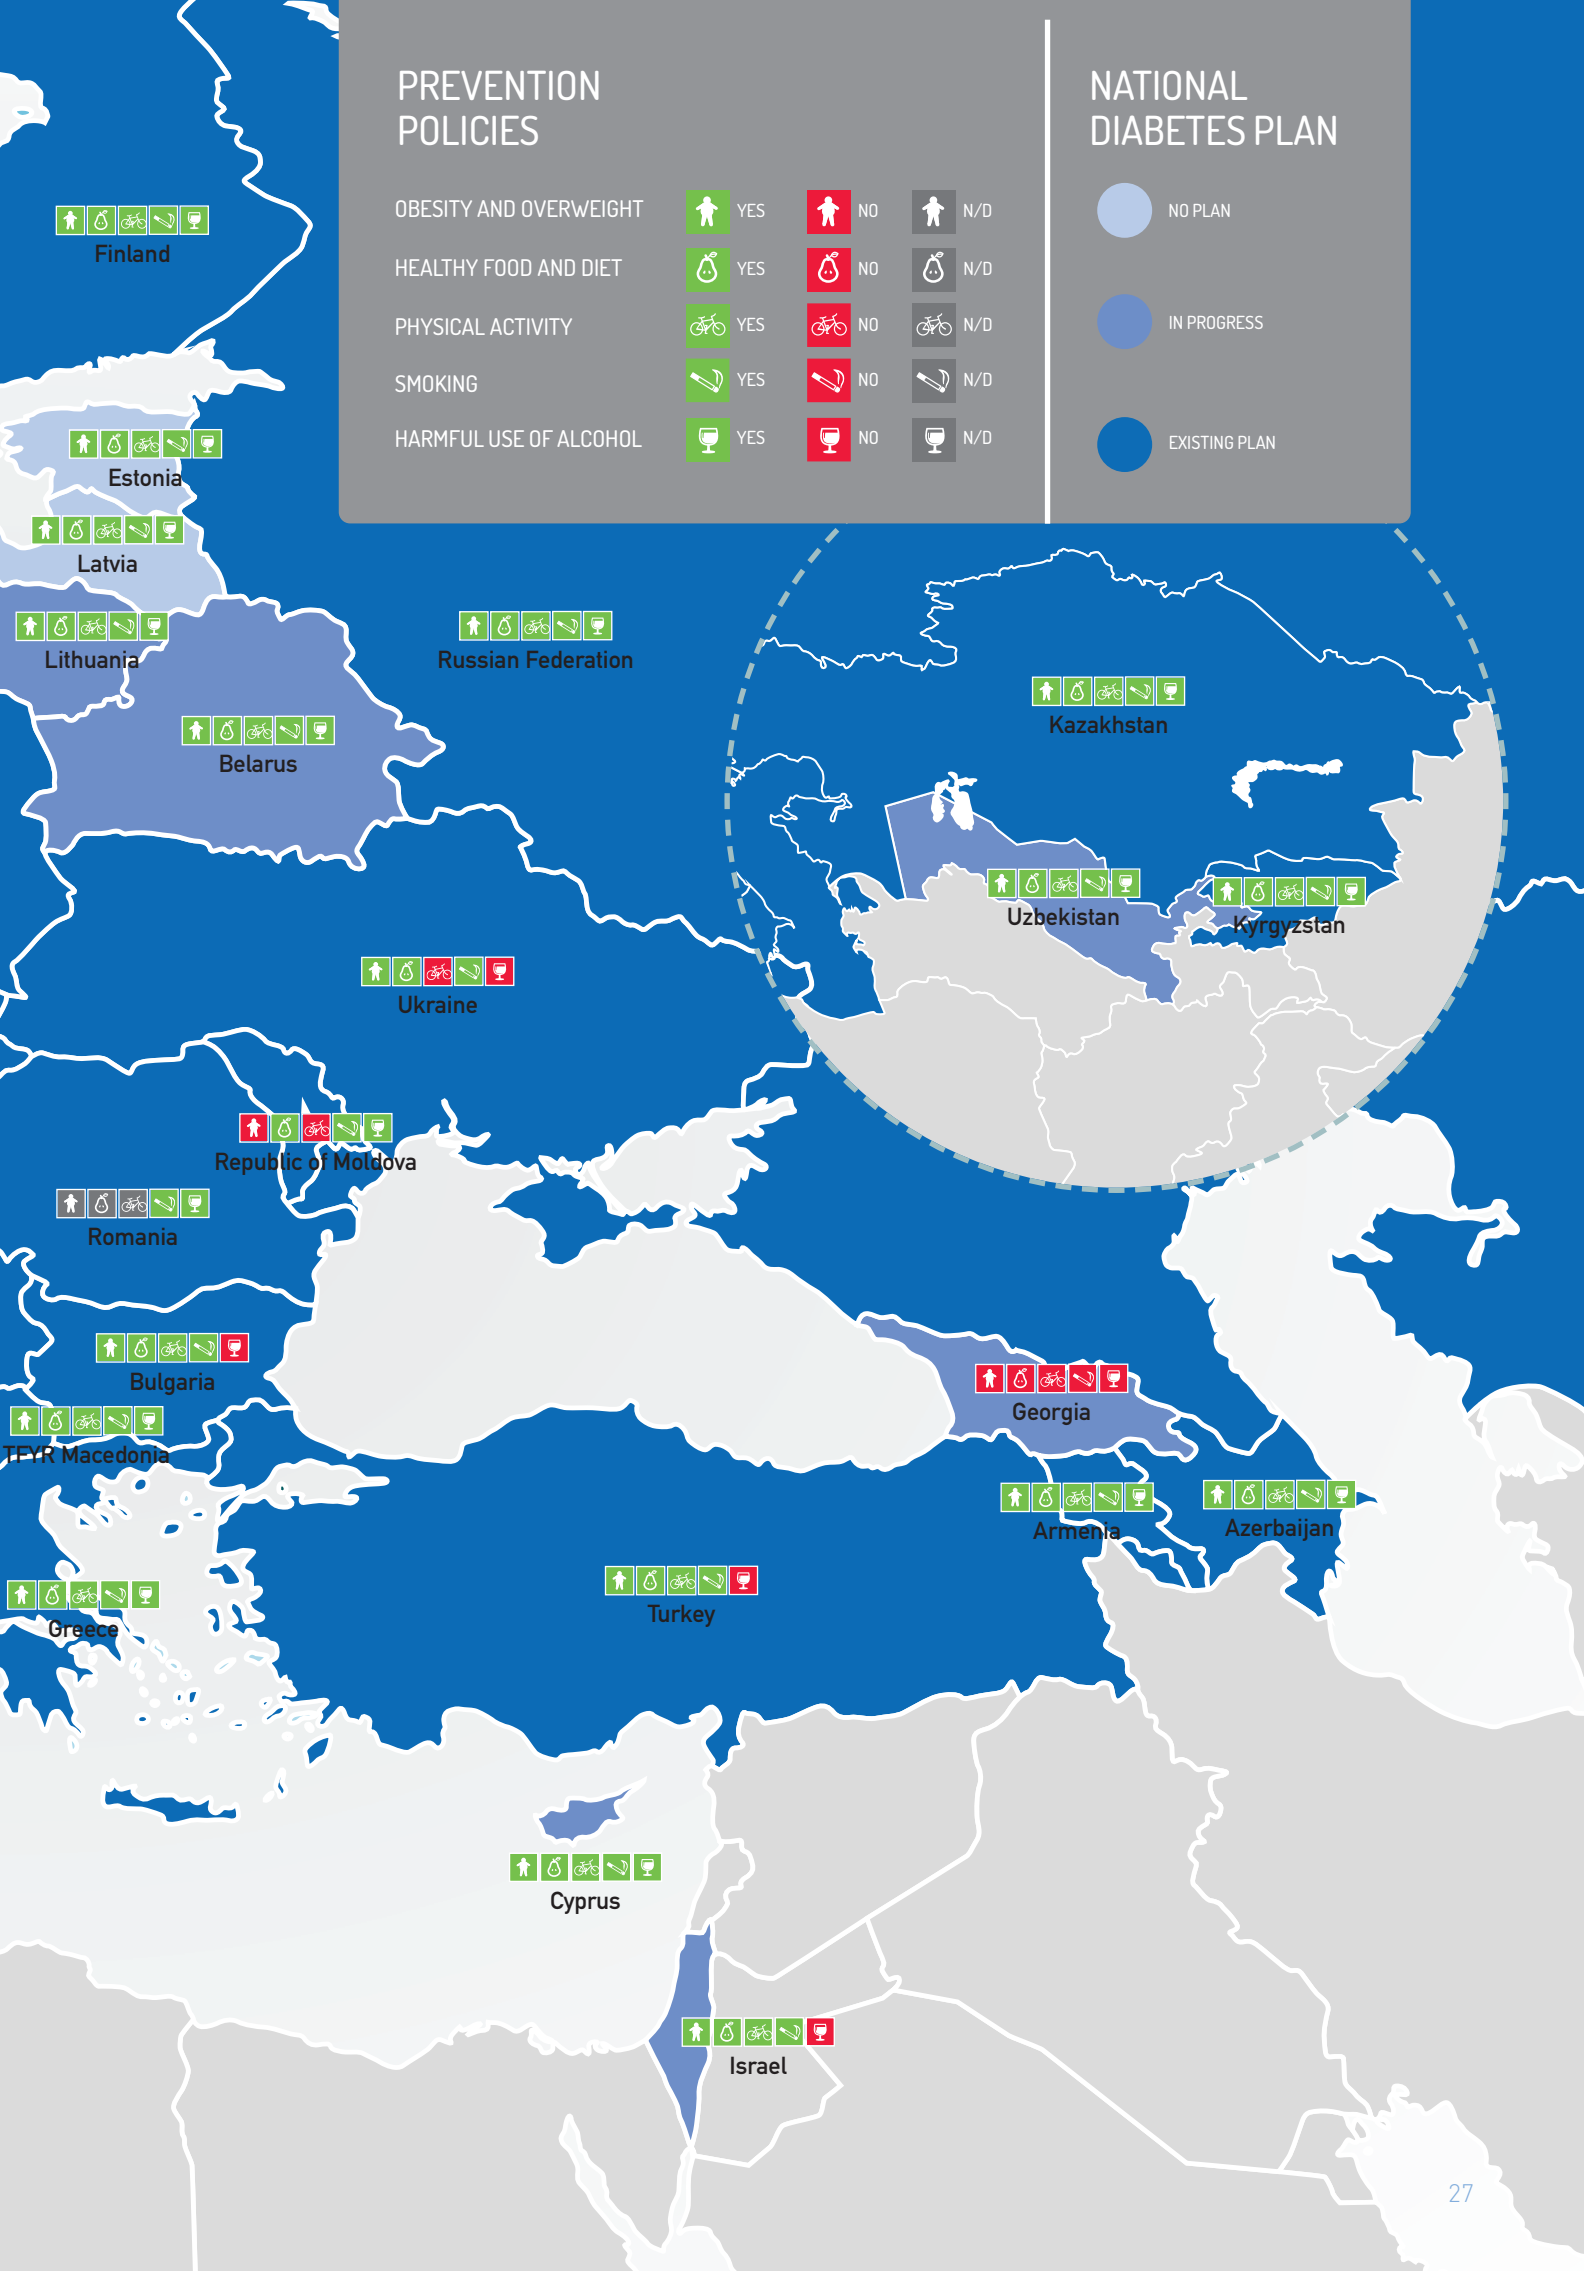 PREVENTION
POLICIES
OBESITY AND OVERWEIGHT YES NO N/D
HEALTHY FOOD AND DIET YES NO N/D
PHYSICAL ACTIVITY YES NO N/D
SMOKING YES NO N/D
HARMFUL USE OF ALCOHOL YES NO N/D
NATIONAL
DIABETES PLAN
NO PLAN
IN PROGRESS
EXISTING PLAN
Finland
Estonia
Latvia
Lithuania
Russian Federation
Belarus
Kazakhstan
Uzbekistan
Kyrgyzstan
Ukraine
Republic of Moldova
Romania
Bulgaria
Georgia
TFYR Macedonia
Armenia
Azerbaijan
Turkey
Greece
Cyprus
Israel
27